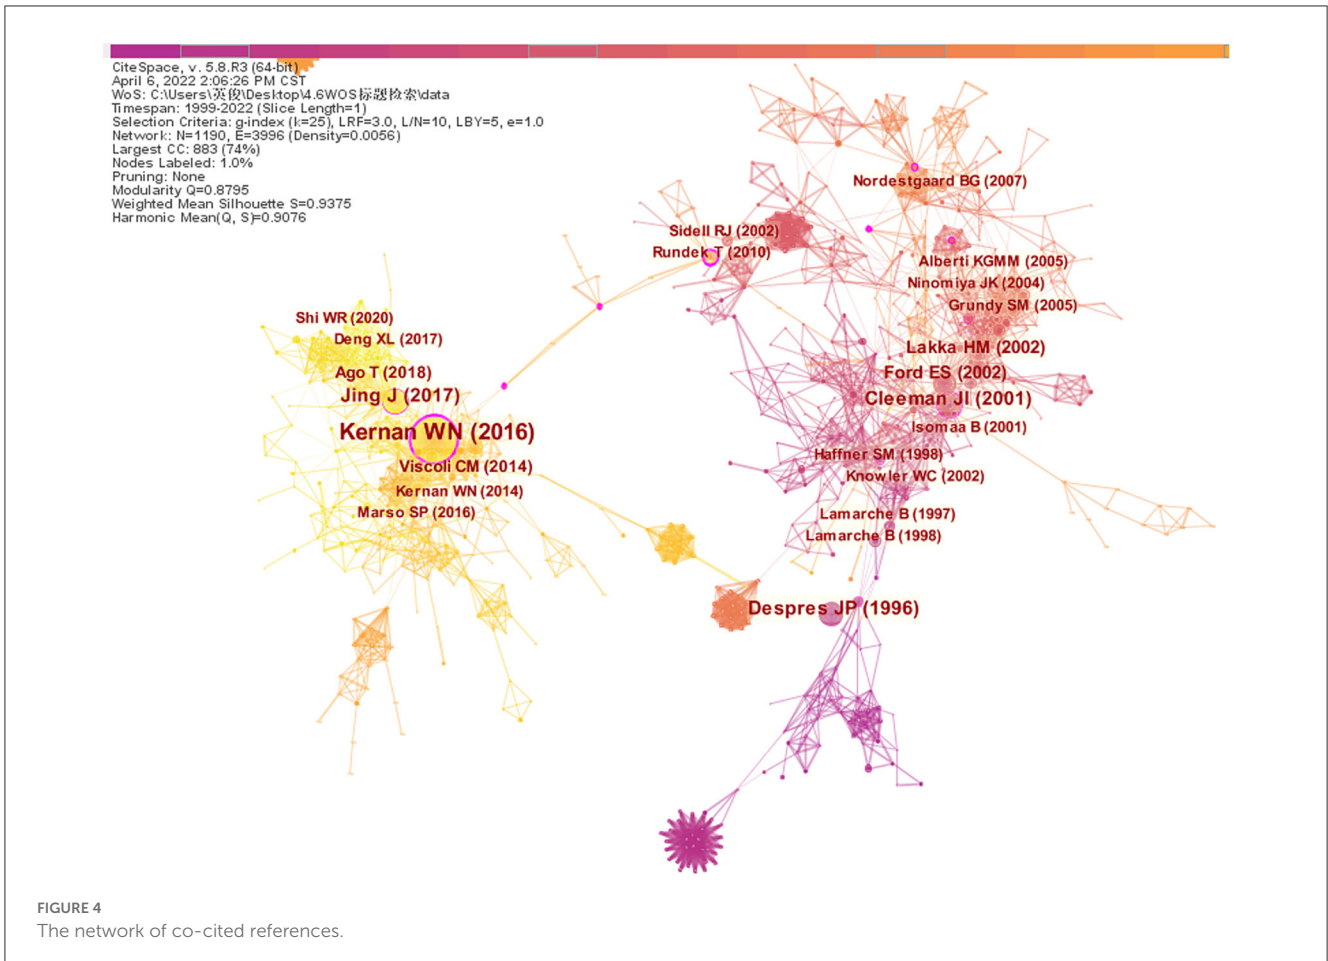 CiteSpace, v. 5.8.R3 (64-bit)
April 6, 2022 2:06:26 PM CST
WoS: C:\Users\英俊\Desktop\4.6WOS标题检索\data
Timespan: 1999-2022 (Slice Length=1)
Selection Criteria: g-index (k=25), LRF=3.0, L/N=10, LBY=5, e=1.0
Network: N=1190, E=3996 (Density=0.0056)
Largest CC: 883 (74%)
Nodes Labeled: 1.0%
Pruning: None
Modularity Q=0.8795
Weighted Mean Silhouette S=0.9375
Harmonic Mean(Q, S)=0.9076
Nordestgaard BG (2007)
Sidell RJ (2002)
Rundek T (2010)
Alberti KGMM (2005)
Ninomiya JK (2004)
Grundy SM (2005)
Shi WR (2020)
Deng XL (2017)
Lakka HM (2002)
Ago T (2018)
Ford ES (2002)
Jing J (2017)
Cleeman JI (2001)
Isomaa B (2001)
Kernan WN (2016)
Haffner SM (1998)
Viscoli CM (2014)
Knowler WC (2002)
Kernan WN (2014)
Marso SP (2016)
Lamarche B (1997)
Lamarche B (1998)
Despres JP (1996)
FIGURE 4
The network of co-cited references.